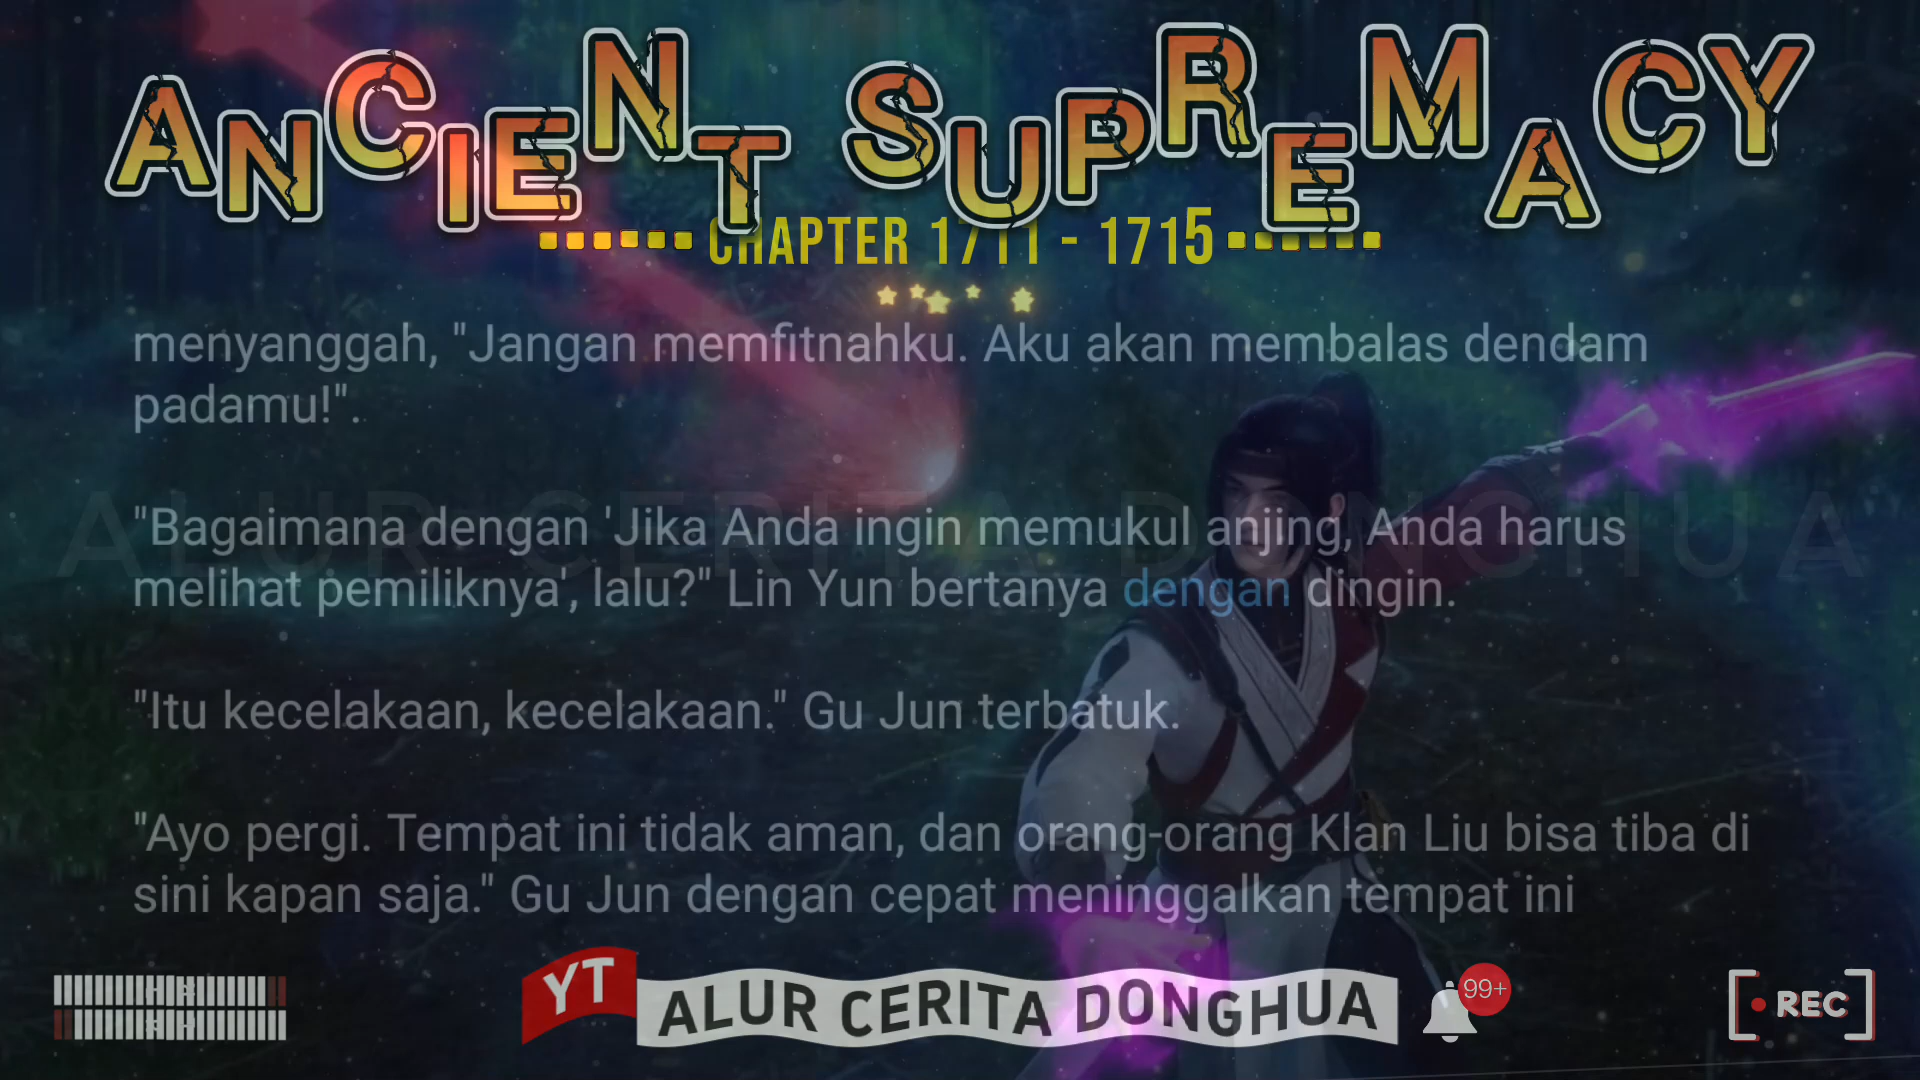 ANCIENT SUPREMACY
CHAPTER 1711 - 1715
menyanggah, "Jangan memfitnahku. Aku akan membalas dendam
padamu!".
ALUR CERITA DONGHUA
"Bagaimana dengan 'Jika Anda ingin memukul anjing, Anda harus
melihat pemiliknya', lalu?" Lin Yun bertanya dengan dingin.
"Itu kecelakaan, kecelakaan." Gu Jun terbatuk.
"Ayo pergi. Tempat ini tidak aman, dan orang-orang Klan Liu bisa tiba di
sini kapan saja." Gu Jun dengan cepat meninggalkan tempat ini
YT ALUR CERITA DONGHUA
99+
REC